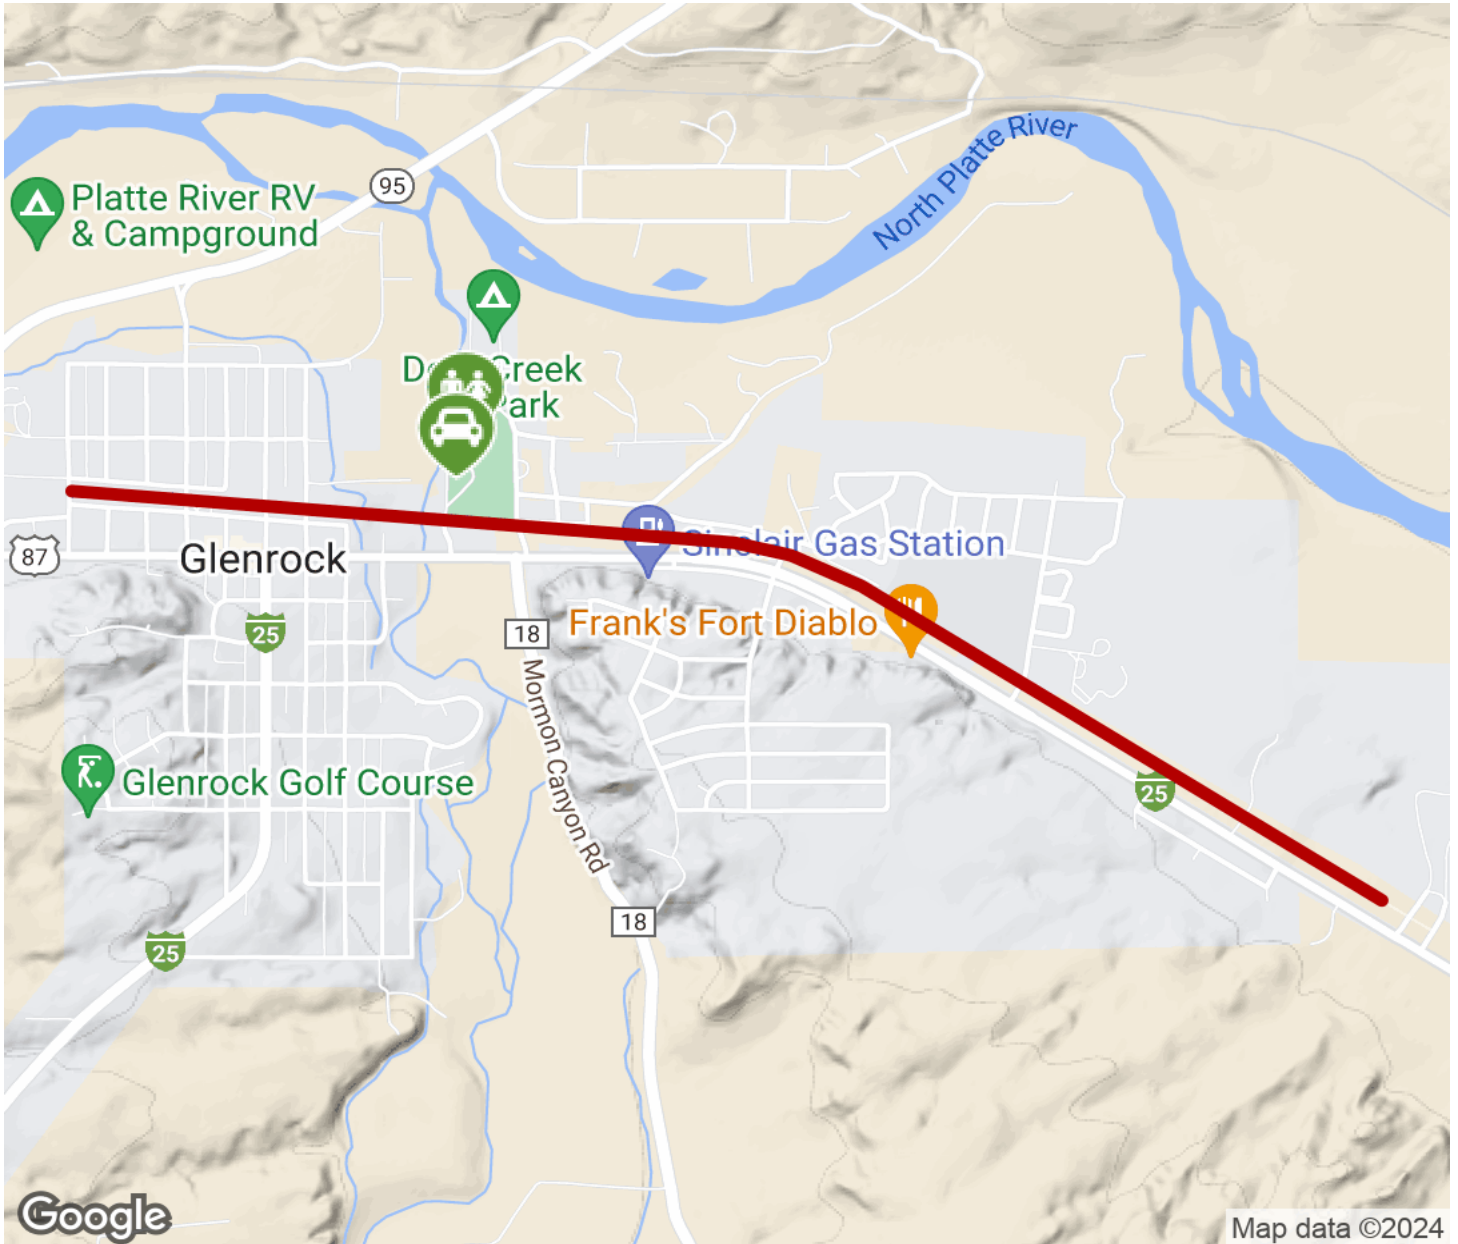 North Platte River
95
Platte River RV
& Campground
Creek
Park
87
Glenrock
Sinclair Gas Station
25
Frank's Fort Diablo
18
Mormon Canyon Rd
Glenrock Golf Course
25
18
25
Google
Map data ©2024